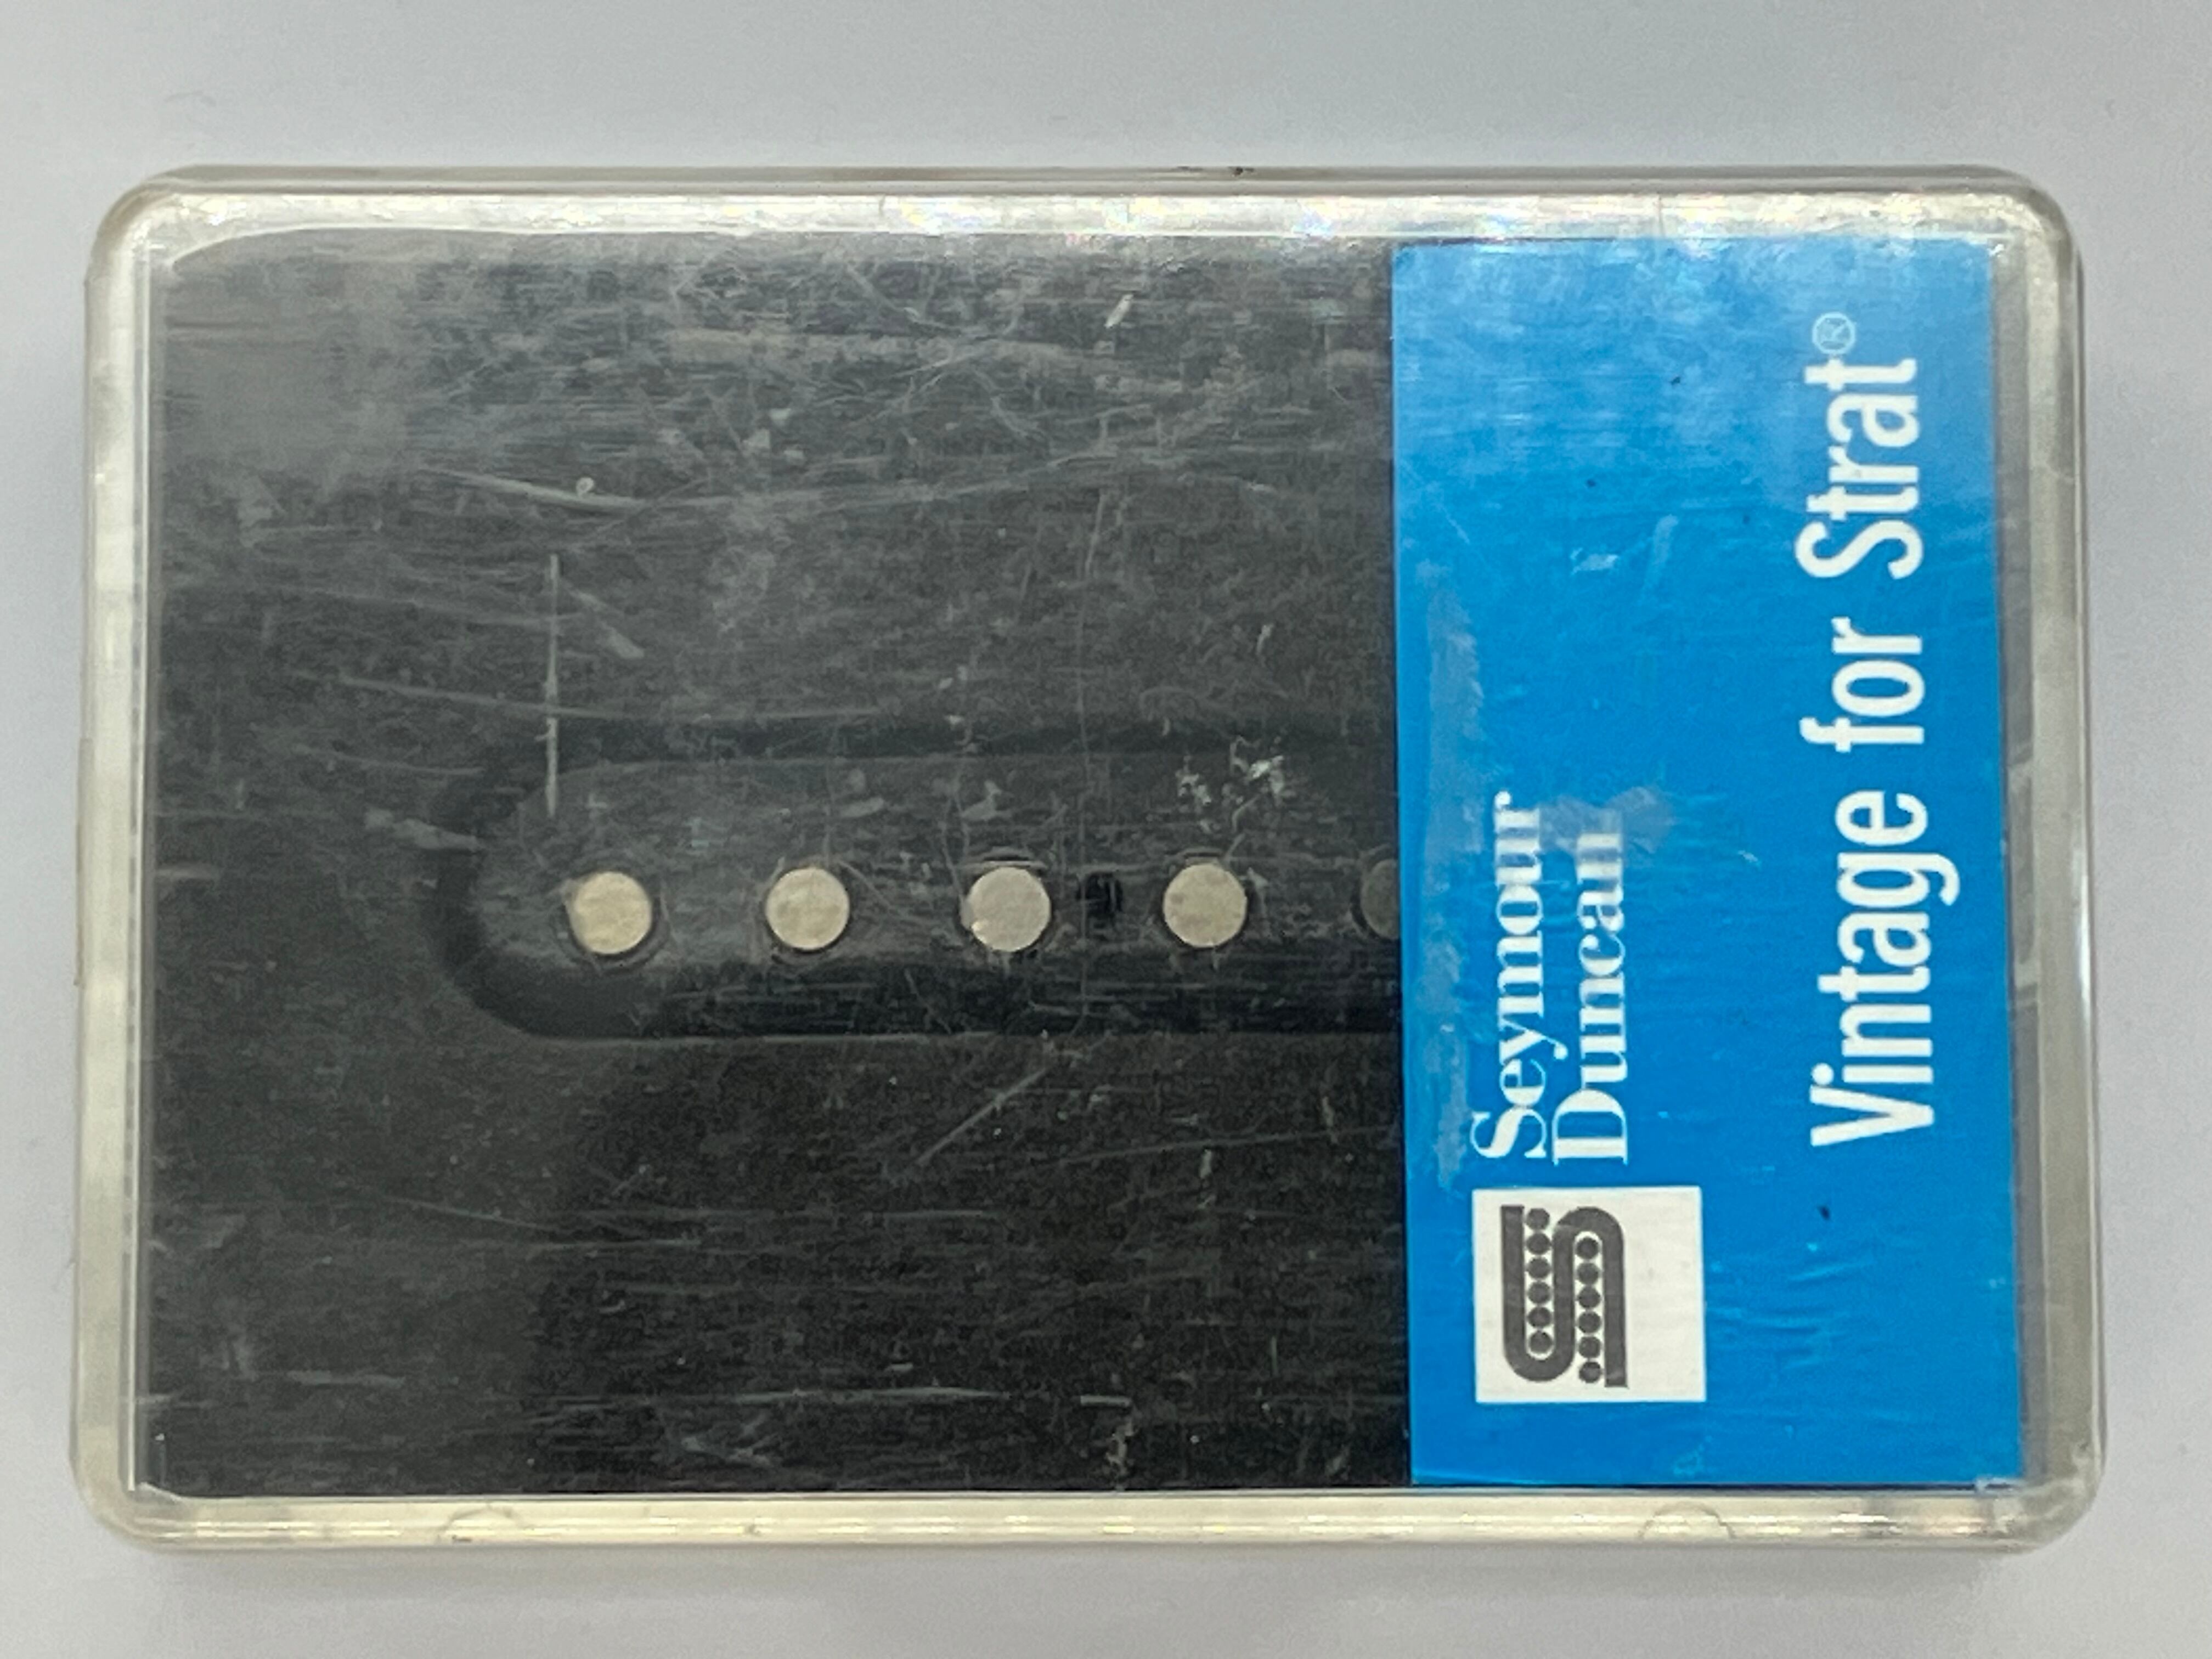 Seymour
Duncan
Vintage for Strat®